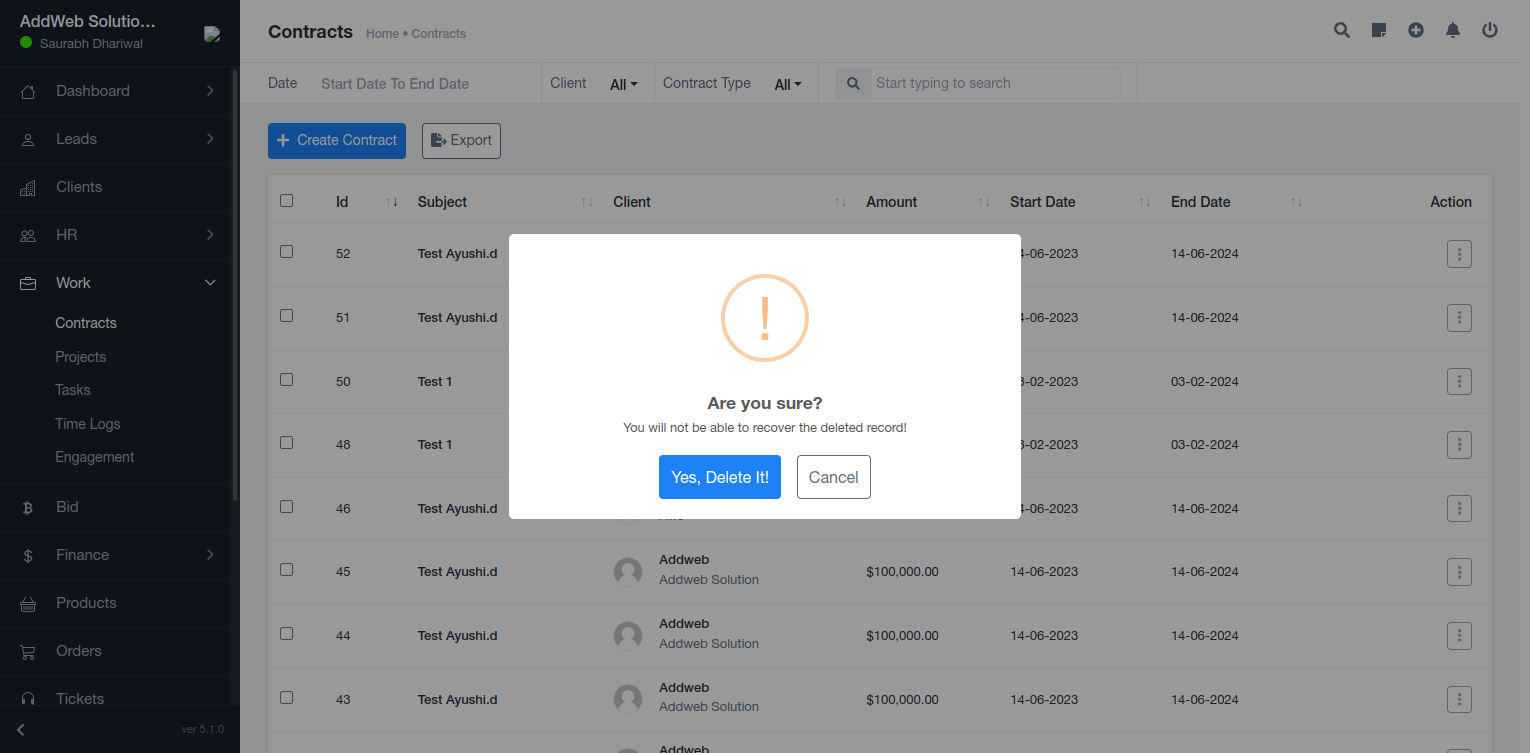 AddWeb Solutio...
Saurabh Dhariwal
Dashboard
Leads
Clients
HR
Work
Contracts
Projects
Tasks
Time Logs
Engagement
Bid
Finance
Products
Orders
Tickets
ver 5.1.0
Contracts Home • Contracts
Date Start Date To End Date Client All Contract Type All Start typing to search
Create Contract Export
Id Subject Client Amount Start Date End Date Action
52 Test Ayushi.d 4-06-2023 14-06-2024
51 Test Ayushi.d 4-06-2023 14-06-2024
50 Test 1 3-02-2023 03-02-2024
48 Test 1 3-02-2023 03-02-2024
46 Test Ayushi.d 4-06-2023 14-06-2024
Addweb
45 Test Ayushi.d $100,000.00 14-06-2023 14-06-2024
Addweb Solution
Addweb
44 Test Ayushi.d $100,000.00 14-06-2023 14-06-2024
Addweb Solution
Addweb
43 Test Ayushi.d $100,000.00 14-06-2023 14-06-2024
Addweb Solution
Addweb
!
Are you sure?
You will not be able to recover the deleted record!
Yes, Delete It! Cancel